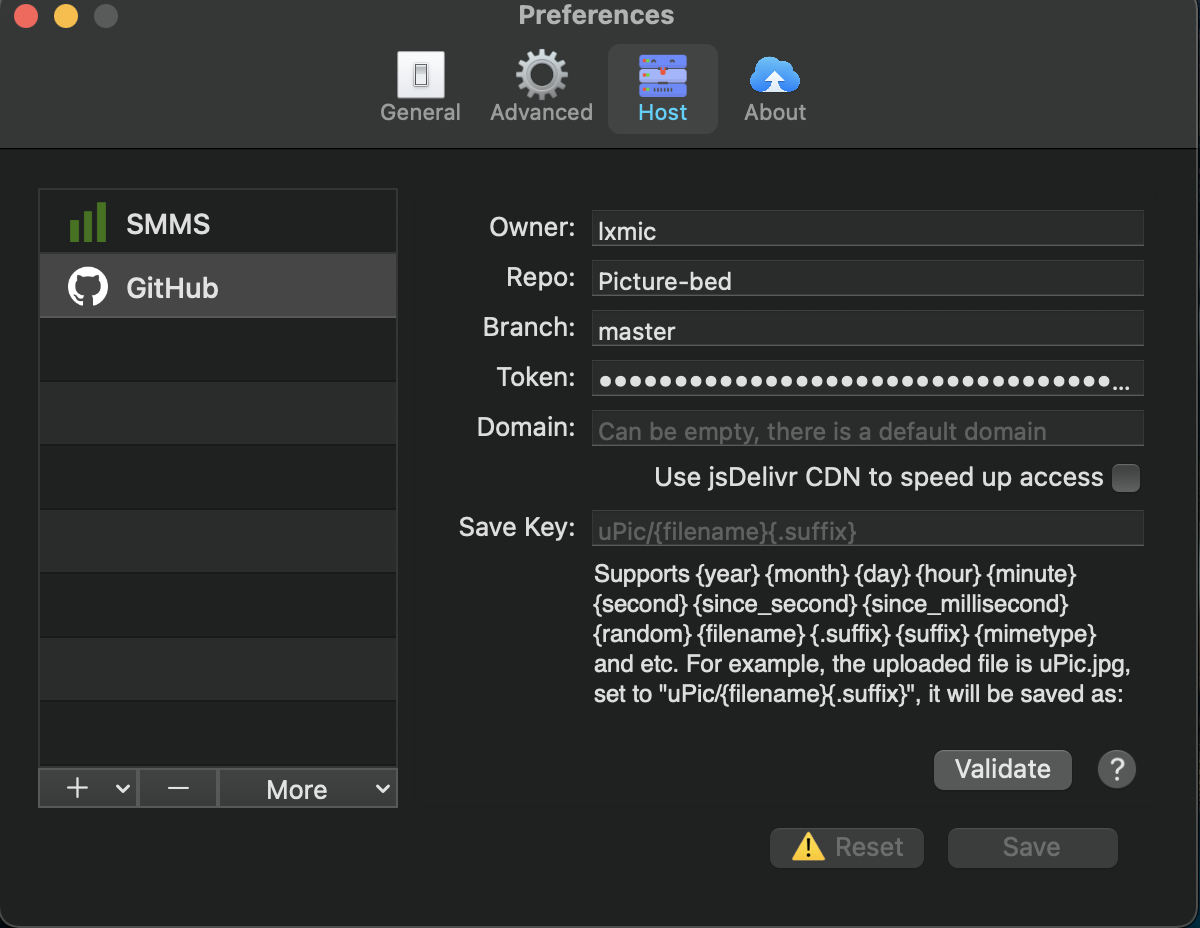 Preferences
General
Advanced
Host
About
SMMS
GitHub
More
Owner:
lxmic
Repo:
Picture-bed
Branch:
master
Token:
●●●●●●●●●●●●●●●●●●●●●●●●●●●●●●●●●●...
Domain:
Can be empty, there is a default domain
Use jsDelivr CDN to speed up access
Save Key:
uPic/{filename}{.suffix}
Supports {year} {month} {day} {hour} {minute}
{second} {since_second} {since_millisecond}
{random} {filename} {.suffix} {suffix} {mimetype}
and etc. For example, the uploaded file is uPic.jpg,
set to "uPic/{filename}{.suffix}", it will be saved as:
Validate
?
Reset
Save